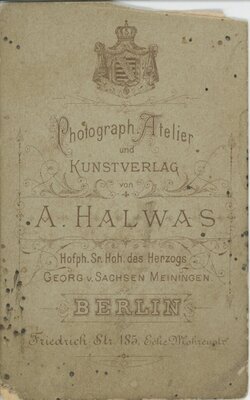 Photograph. Atelier
und
KUNSTVERLAG
von
A. HALWAS
Hofph. Sr. Hoh. des Herzogs
GEORG v. SACHSEN MEININGEN
BERLIN
Friedrich Str. 185, Ecke Mohrenstr.